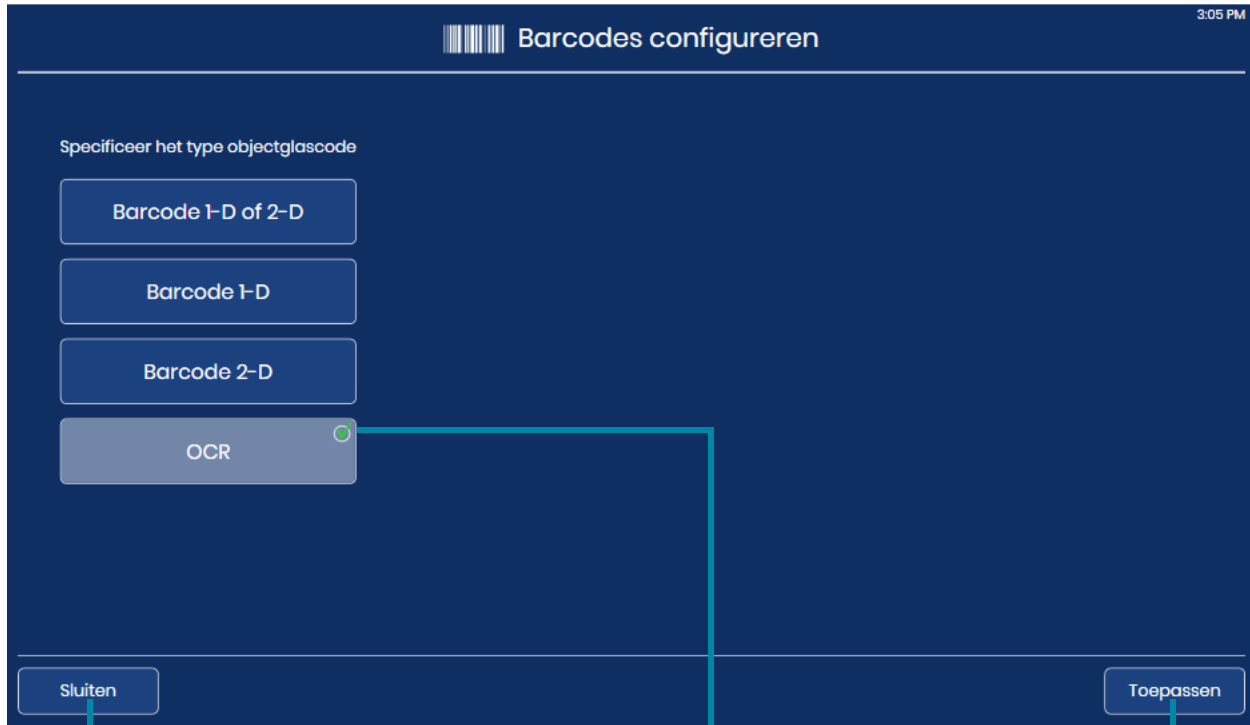 3:05 PM
Barcodes configureren
Specificeer het type objectglascode
Barcode 1-D of 2-D
Barcode 1-D
Barcode 2-D
OCR
Sluiten
Toepassen